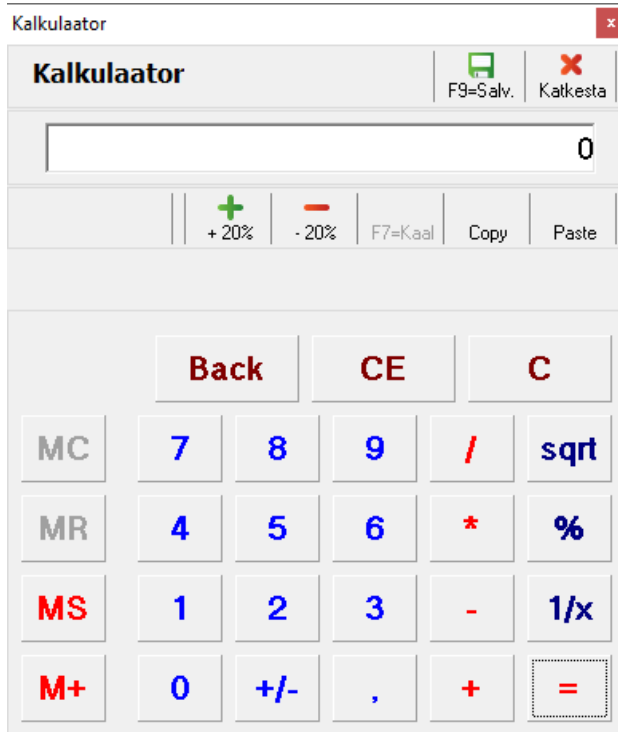 Kalkulaator x
Kalkulaator F9=Salv. Katkesta
0
+ 20% - 20% F7=Kaal Copy Paste
Back CE C
MC 7 8 9 / sqrt
MR 4 5 6 * %
MS 1 2 3 - 1/x
M+ 0 +/- , + =